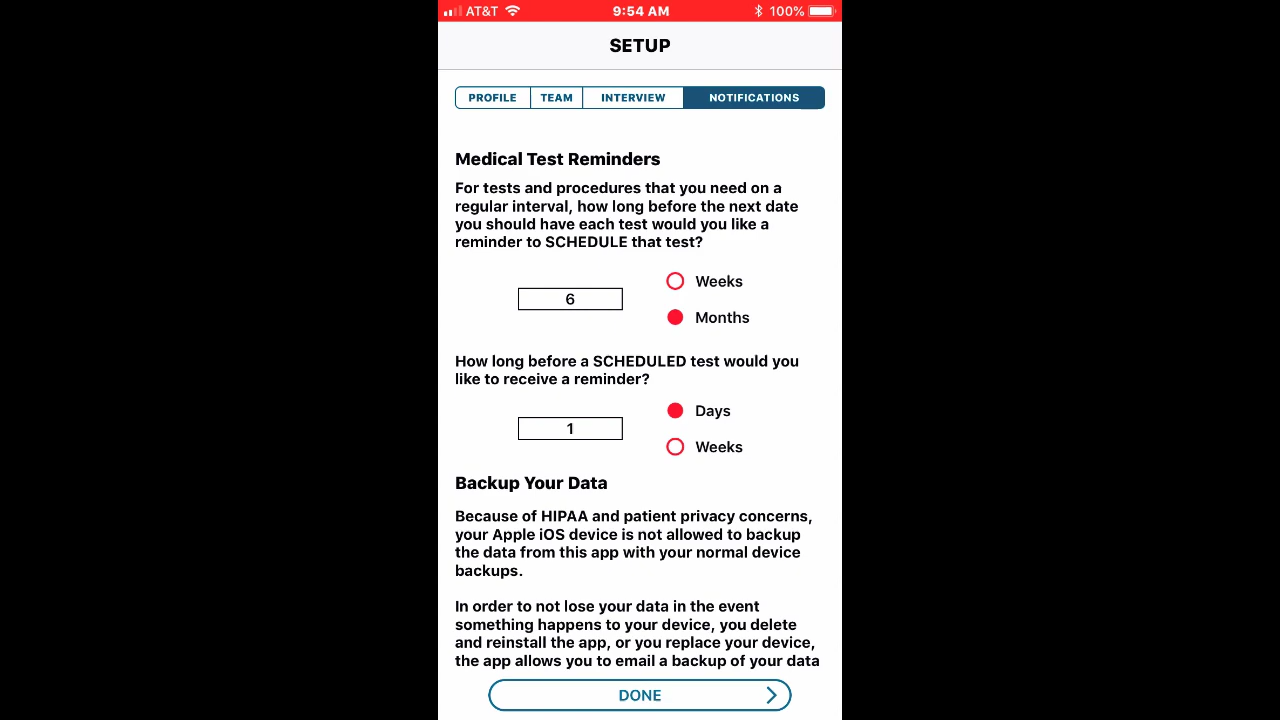 AT&T 9:54 AM 100%
SETUP
PROFILE TEAM INTERVIEW NOTIFICATIONS
Medical Test Reminders
For tests and procedures that you need on a
regular interval, how long before the next date
you should have each test would you like a
reminder to SCHEDULE that test?
Weeks
6
Months
How long before a SCHEDULED test would you
like to receive a reminder?
Days
1
Weeks
Backup Your Data
Because of HIPAA and patient privacy concerns,
your Apple iOS device is not allowed to backup
the data from this app with your normal device
backups.
In order to not lose your data in the event
something happens to your device, you delete
and reinstall the app, or you replace your device,
the app allows you to email a backup of your data
DONE